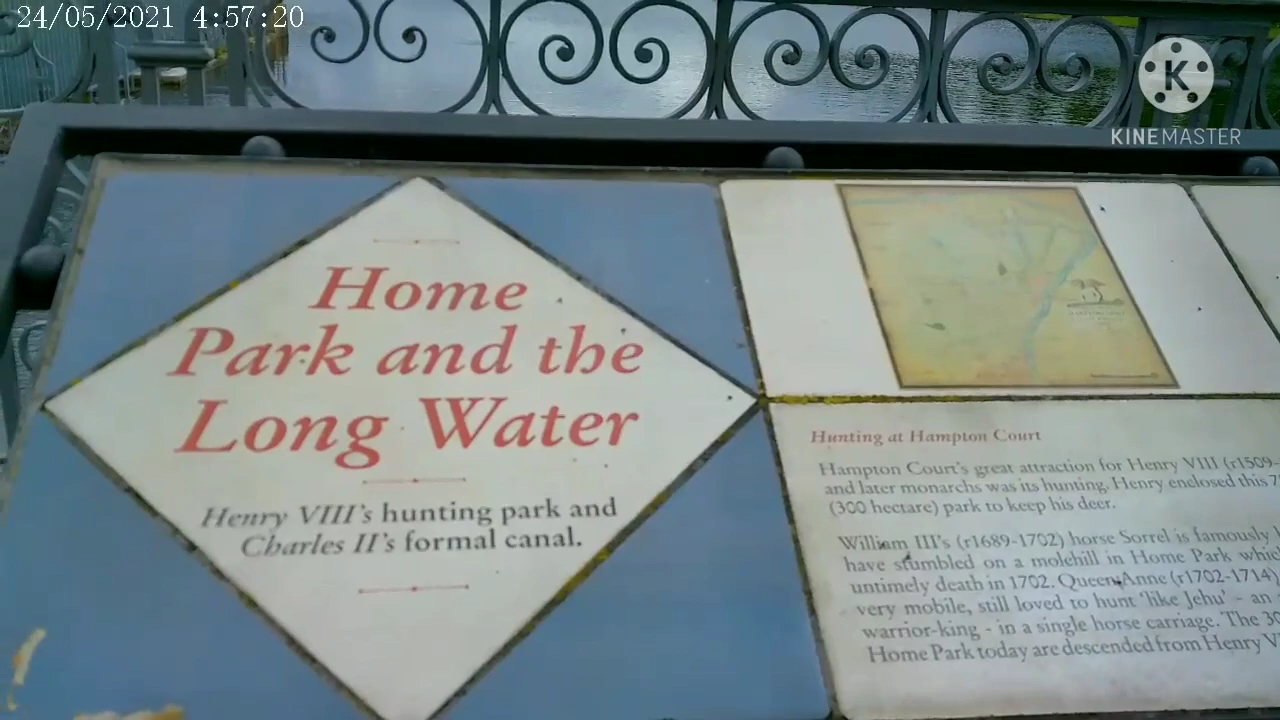 24/05/2021 4:57:20
K
KINEMASTER
Home
Park and the
Long Water
Henry VIII's hunting park and
Charles II's formal canal.
Hunting at Hampton Court
Hampton Court's great attraction for Henry VIII (r1509-
and later monarchs was its hunting. Henry enclosed this
(300 hectare) park to keep his deer.
William III's (r1689-1702) horse Sorrel is famously
have stumbled on a molehill in Home Park
untimely death in 1702. Queen Anne (r1702-1714)
very mobile, still loved to hunt 'like Jehu' - an
warrior-king - in a single horse carriage. The
Home Park today are descended from Henry